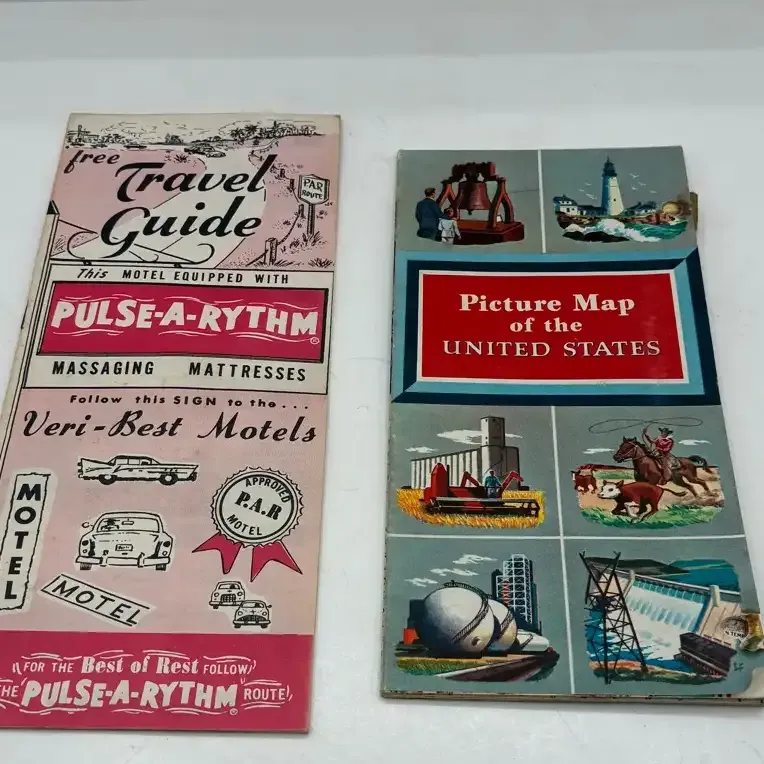 free
Travel
Guide
PAR
ROUTE
This MOTEL EQUIPPED WITH
PULSE-A-RYTHM®
MASSAGING MATTRESSES
Follow this SIGN to the...
Veri-Best Motels
MOTEL
APPROVED
P.A.R
MOTEL
MOTEL
FOR THE Best of Rest FOLLOW
THE PULSE-A-RYTHM® ROUTE!
Picture Map
of the
UNITED STATES